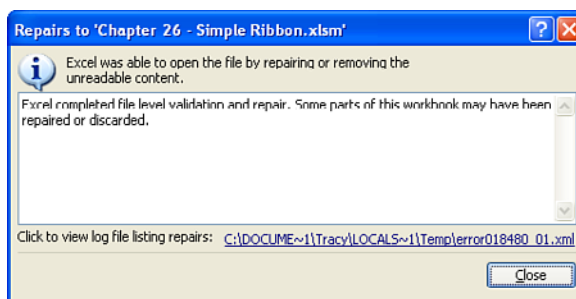 Repairs to 'Chapter 26 - Simple Ribbon.xlsm'
Excel was able to open the file by repairing or removing the
unreadable content.
Excel completed file level validation and repair. Some parts of this workbook may have been
repaired or discarded.
Click to view log file listing repairs: C:\DOCUME~1\Tracy\LOCALS~1\Temp\error018480_01.xml
Close